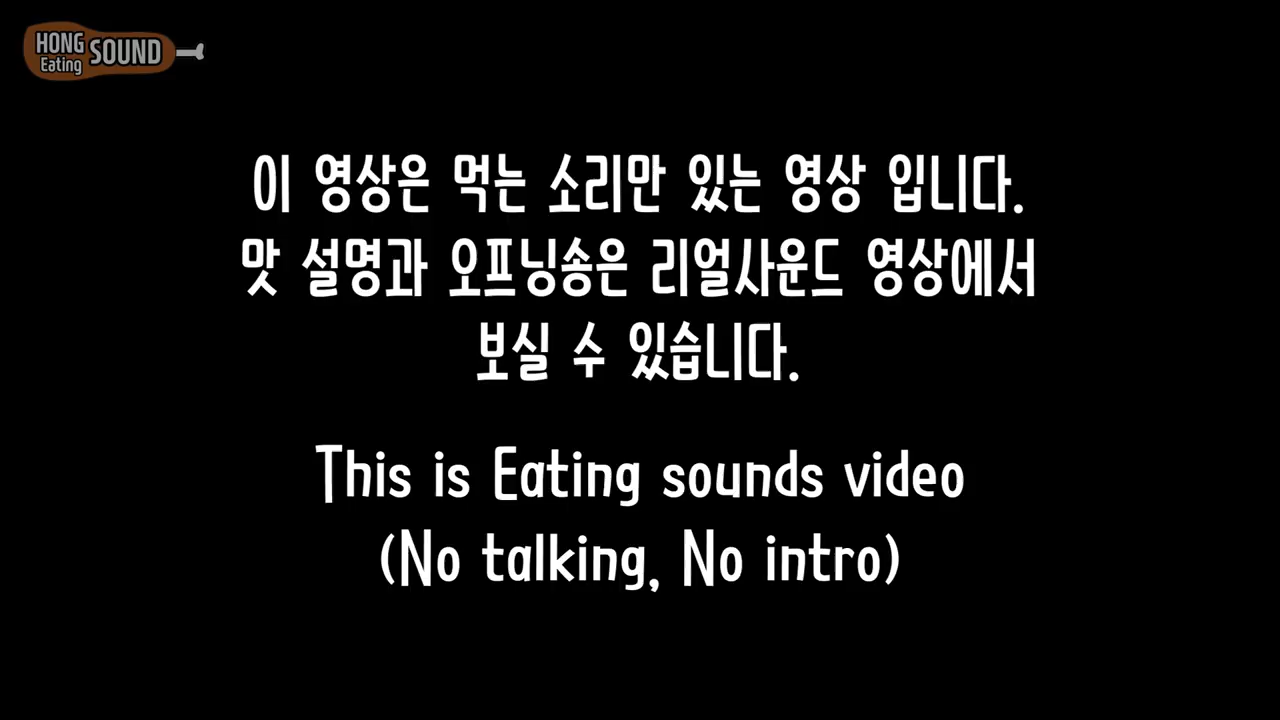 HONG
Eating
SOUND
이 영상은 먹는 소리만 있는 영상 입니다.
맛 설명과 오프닝송은 리얼사운드 영상에서
보실 수 있습니다.
This is Eating sounds video
(No talking, No intro)